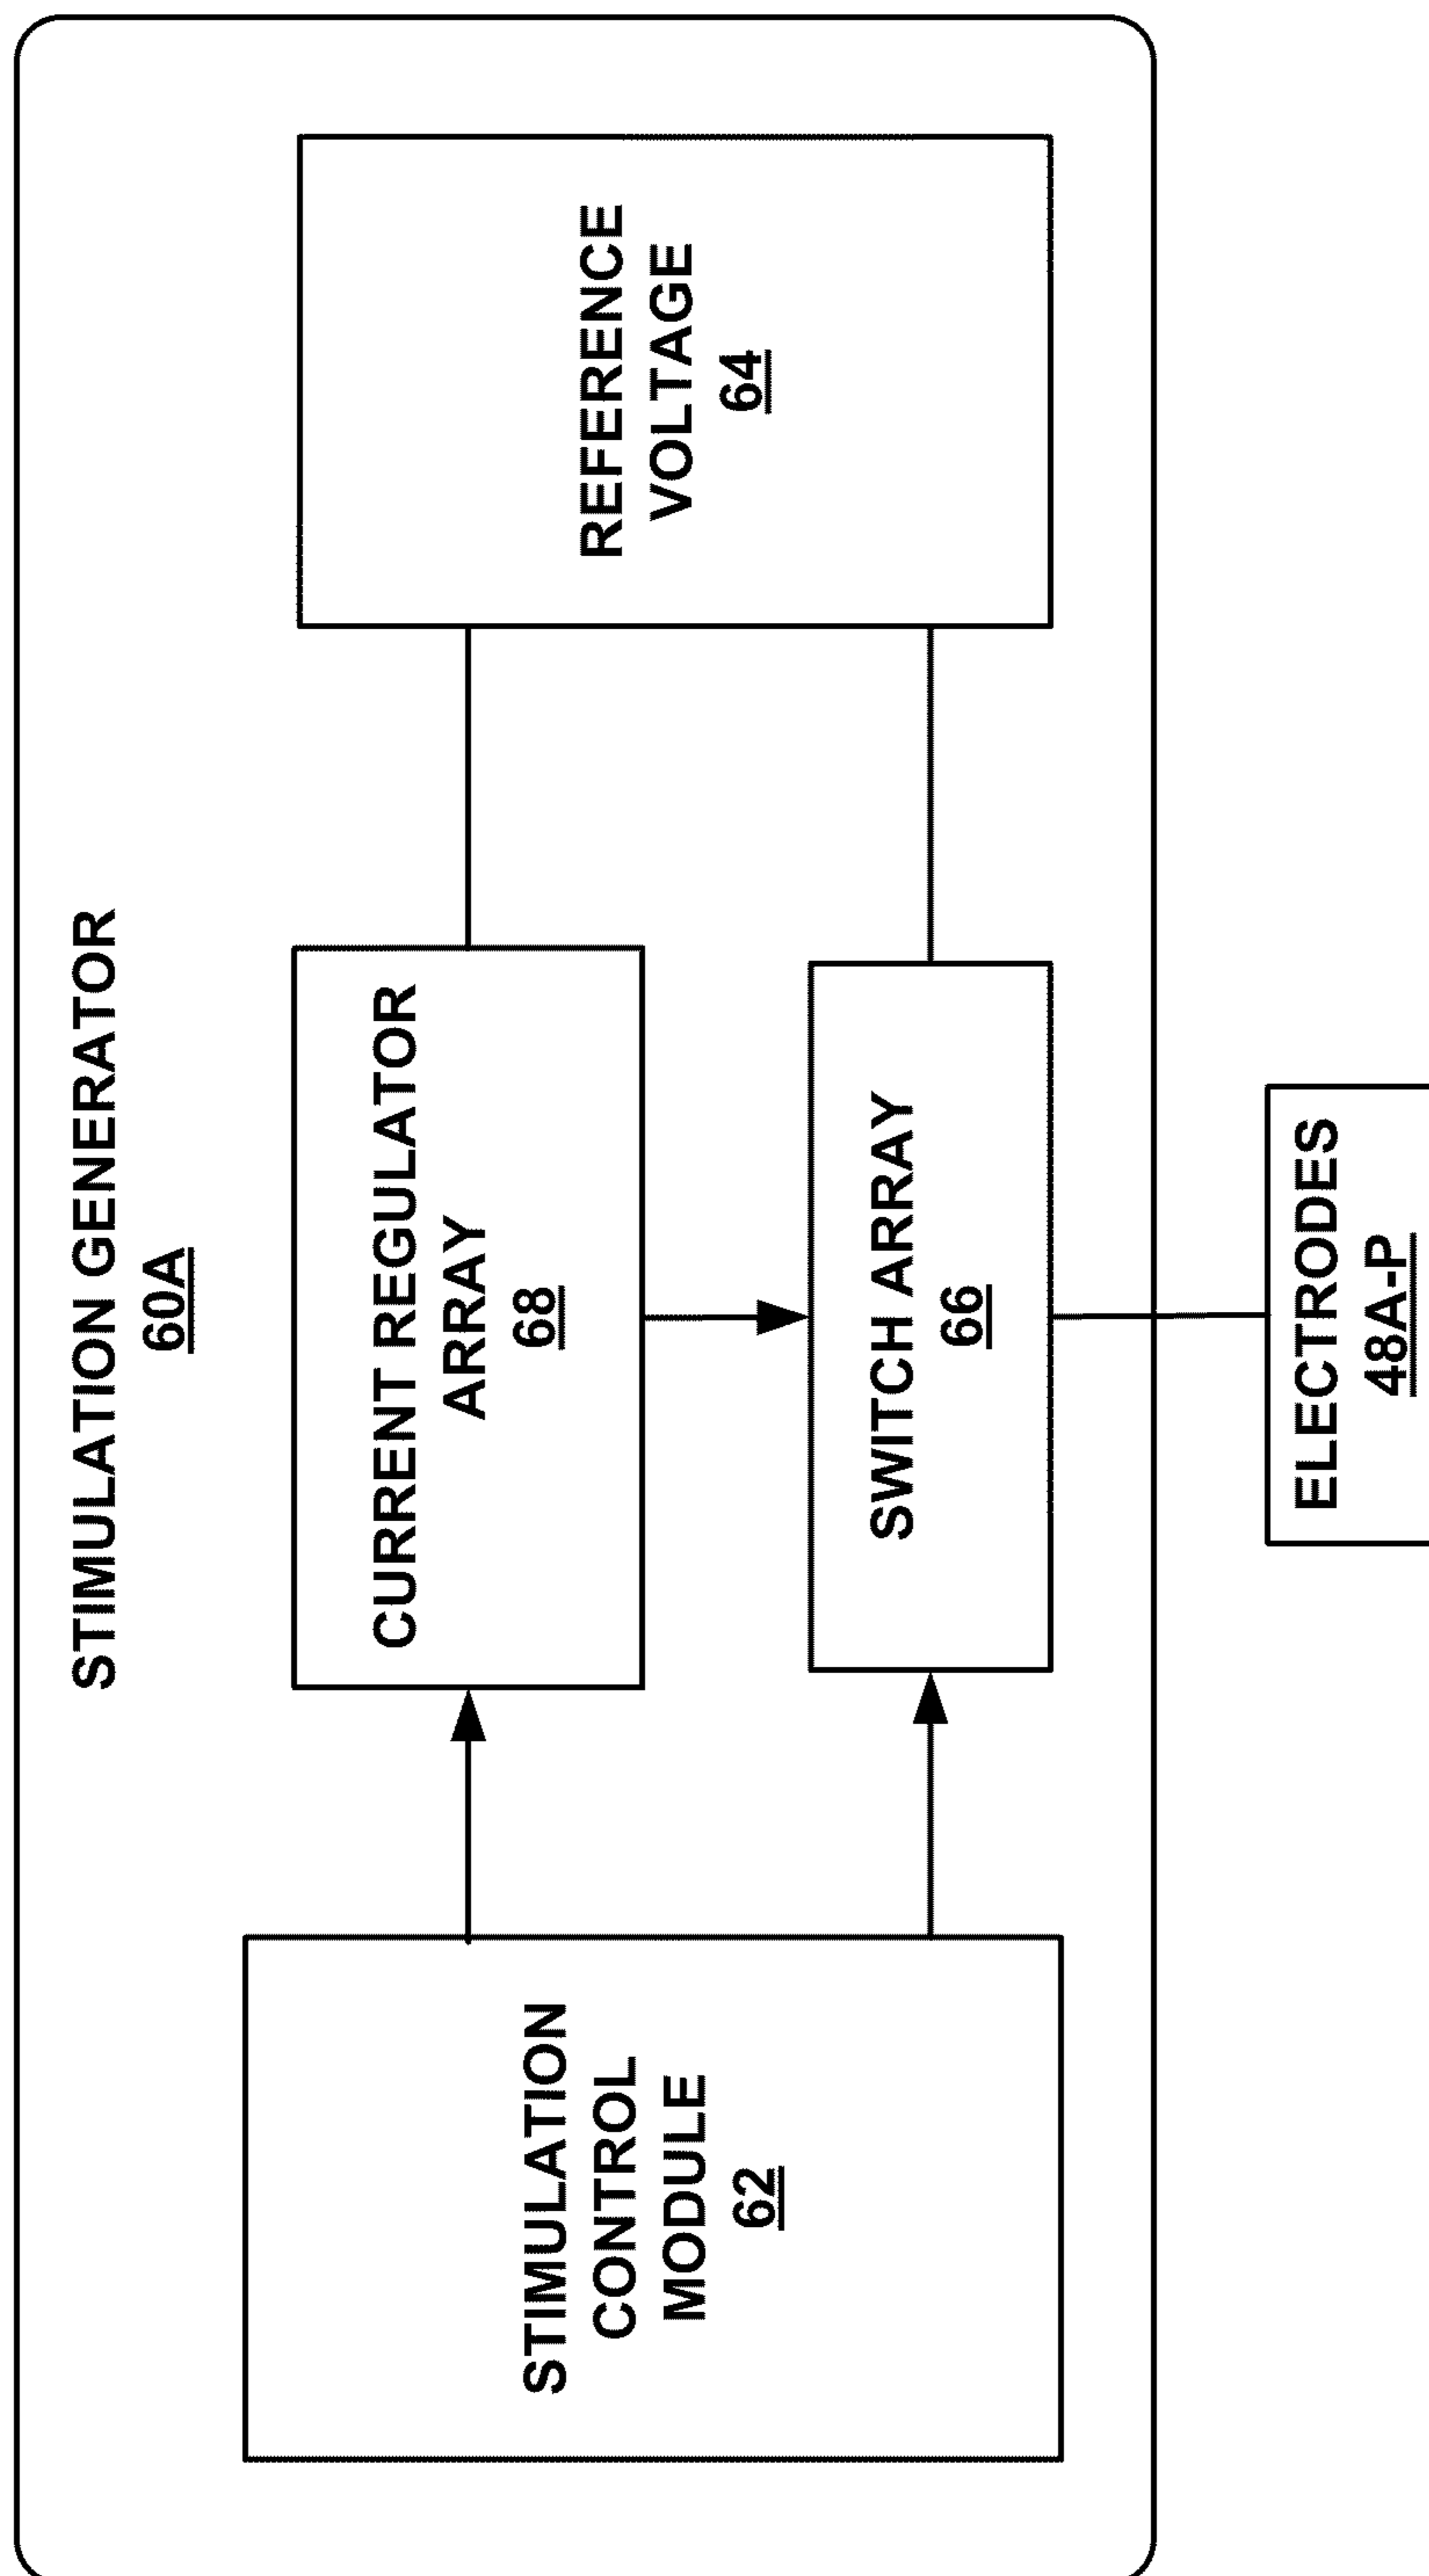 STIMULATION GENERATOR
60A
STIMULATION
CONTROL
MODULE
62
CURRENT REGULATOR
ARRAY
68
SWITCH ARRAY
66
REFERENCE
VOLTAGE
64
ELECTRODES
48A-P